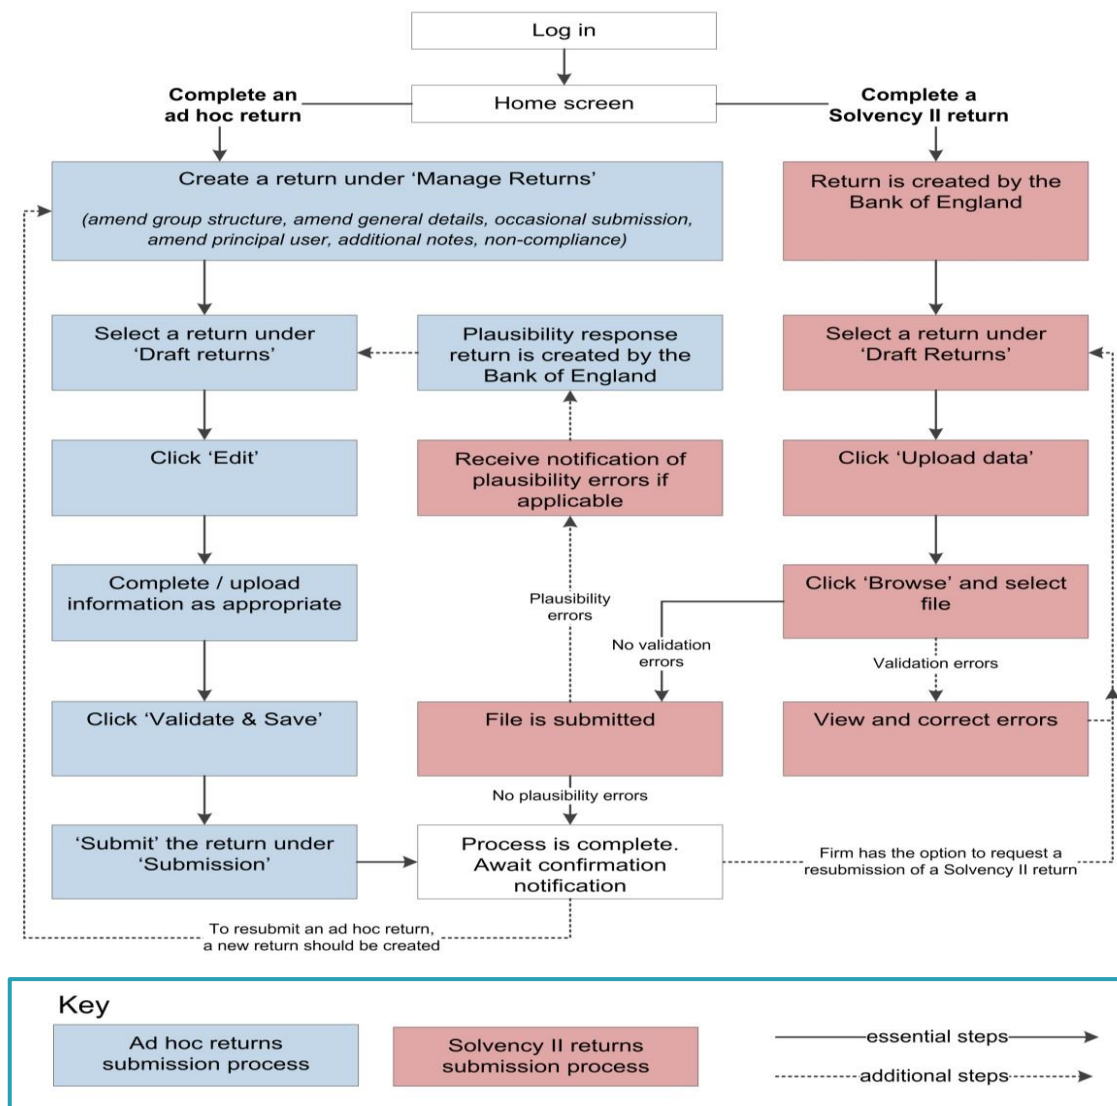 Log in
Home screen
Complete an
ad hoc return
Complete a
Solvency II return
Create a return under ‘Manage Returns’
(amend group structure, amend general details, occasional submission,
amend principal user, additional notes, non-compliance)
Return is created by the
Bank of England
Select a return under
‘Draft returns’
Plausibility response
return is created by the
Bank of England
Select a return under
‘Draft Returns’
Click ‘Edit’
Receive notification of
plausibility errors if
applicable
Click ‘Upload data’
Complete / upload
information as appropriate
Plausibility
errors
Click ‘Browse’ and select
file
No validation
errors
Validation errors
Click ‘Validate & Save’
File is submitted
View and correct errors
No plausibility errors
‘Submit’ the return under
‘Submission’
Process is complete.
Await confirmation
notification
Firm has the option to request a
resubmission of a Solvency II return
To resubmit an ad hoc return,
a new return should be created
Key
Ad hoc returns
submission process
Solvency II returns
submission process
essential steps
additional steps